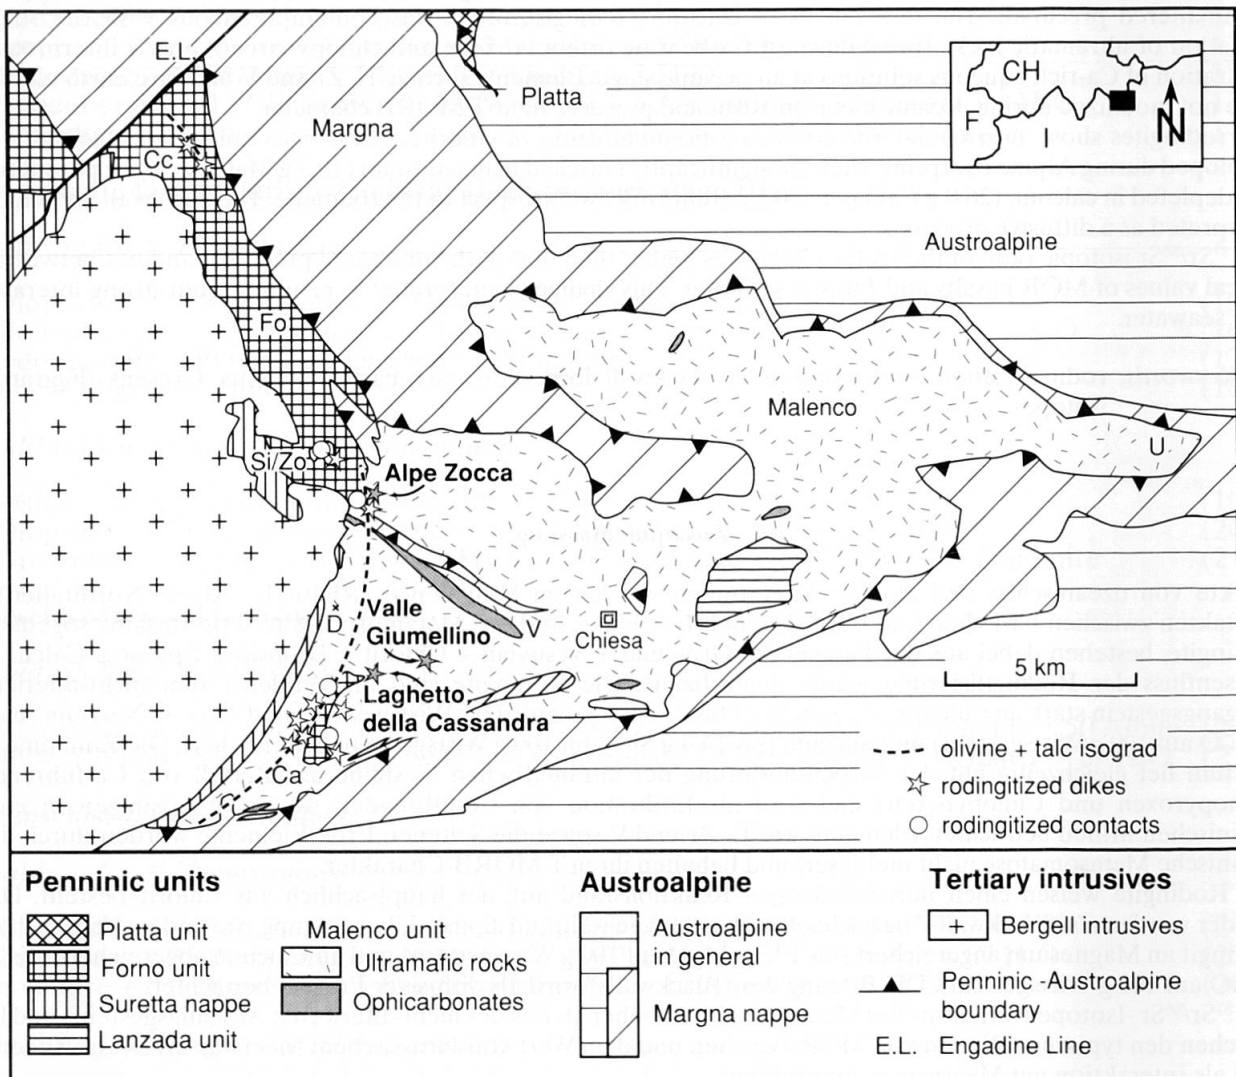 E.L.
Platta
Margna
Cc
CH
F
I
N
Austroalpine
Fo
Malenco
U
Si/Zo
Alpe Zocca
Valle
Giumellino
D
V
Chiesa
Laghetto
della Cassandra
Ca
5 km
olivine + talc isograd
rodingitized dikes
rodingitized contacts
Penninic units
Platta unit
Forno unit
Suretta nappe
Lanzada unit
Malenco unit
Ultramafic rocks
Ophicarbonates
Austroalpine
Austroalpine
in general
Margna nappe
Tertiary intrusives
Bergell intrusives
Penninic-Austroalpine
boundary
E.L. Engadine Line